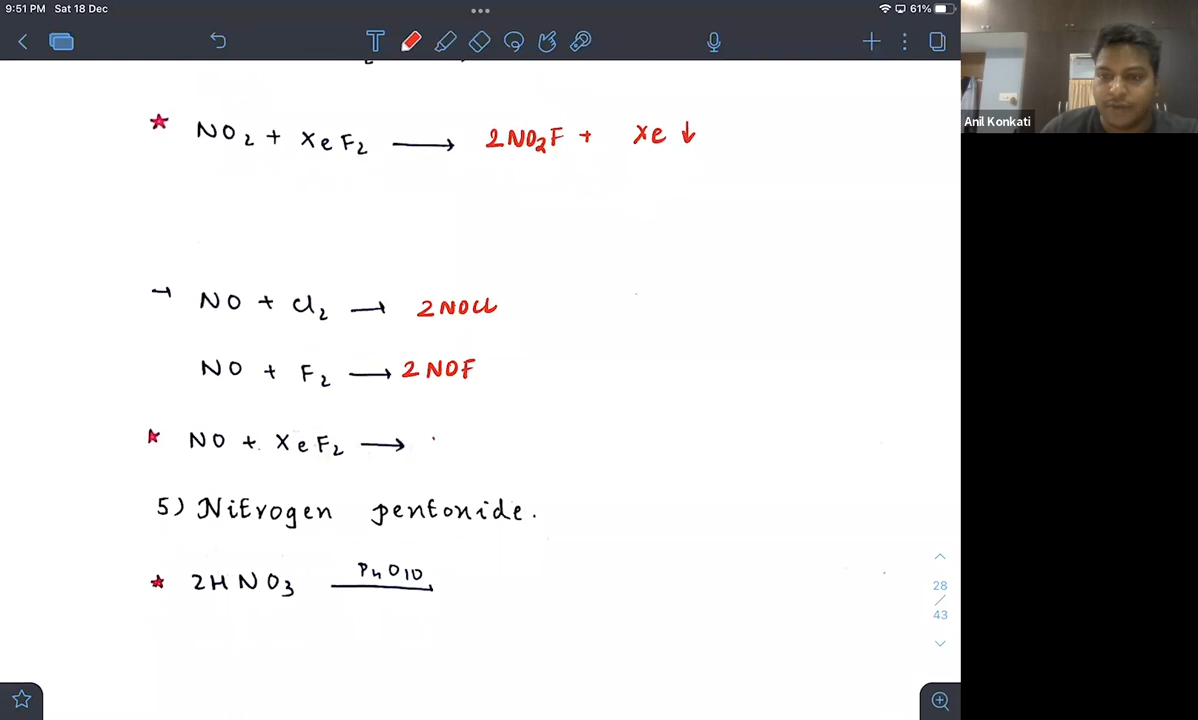 9:51 PM Sat 18 Dec
61%
Anil Konkati
★ NO2 + XeF2 ⟶ 2NO2F + Xe ↓
→ NO + Cl2 → 2NOCl
NO + F2 ⟶ 2NOF
★ NO + XeF2 ⟶
5) Nitrogen pentoxide.
★ 2HNO3 P4O10
28
/
43